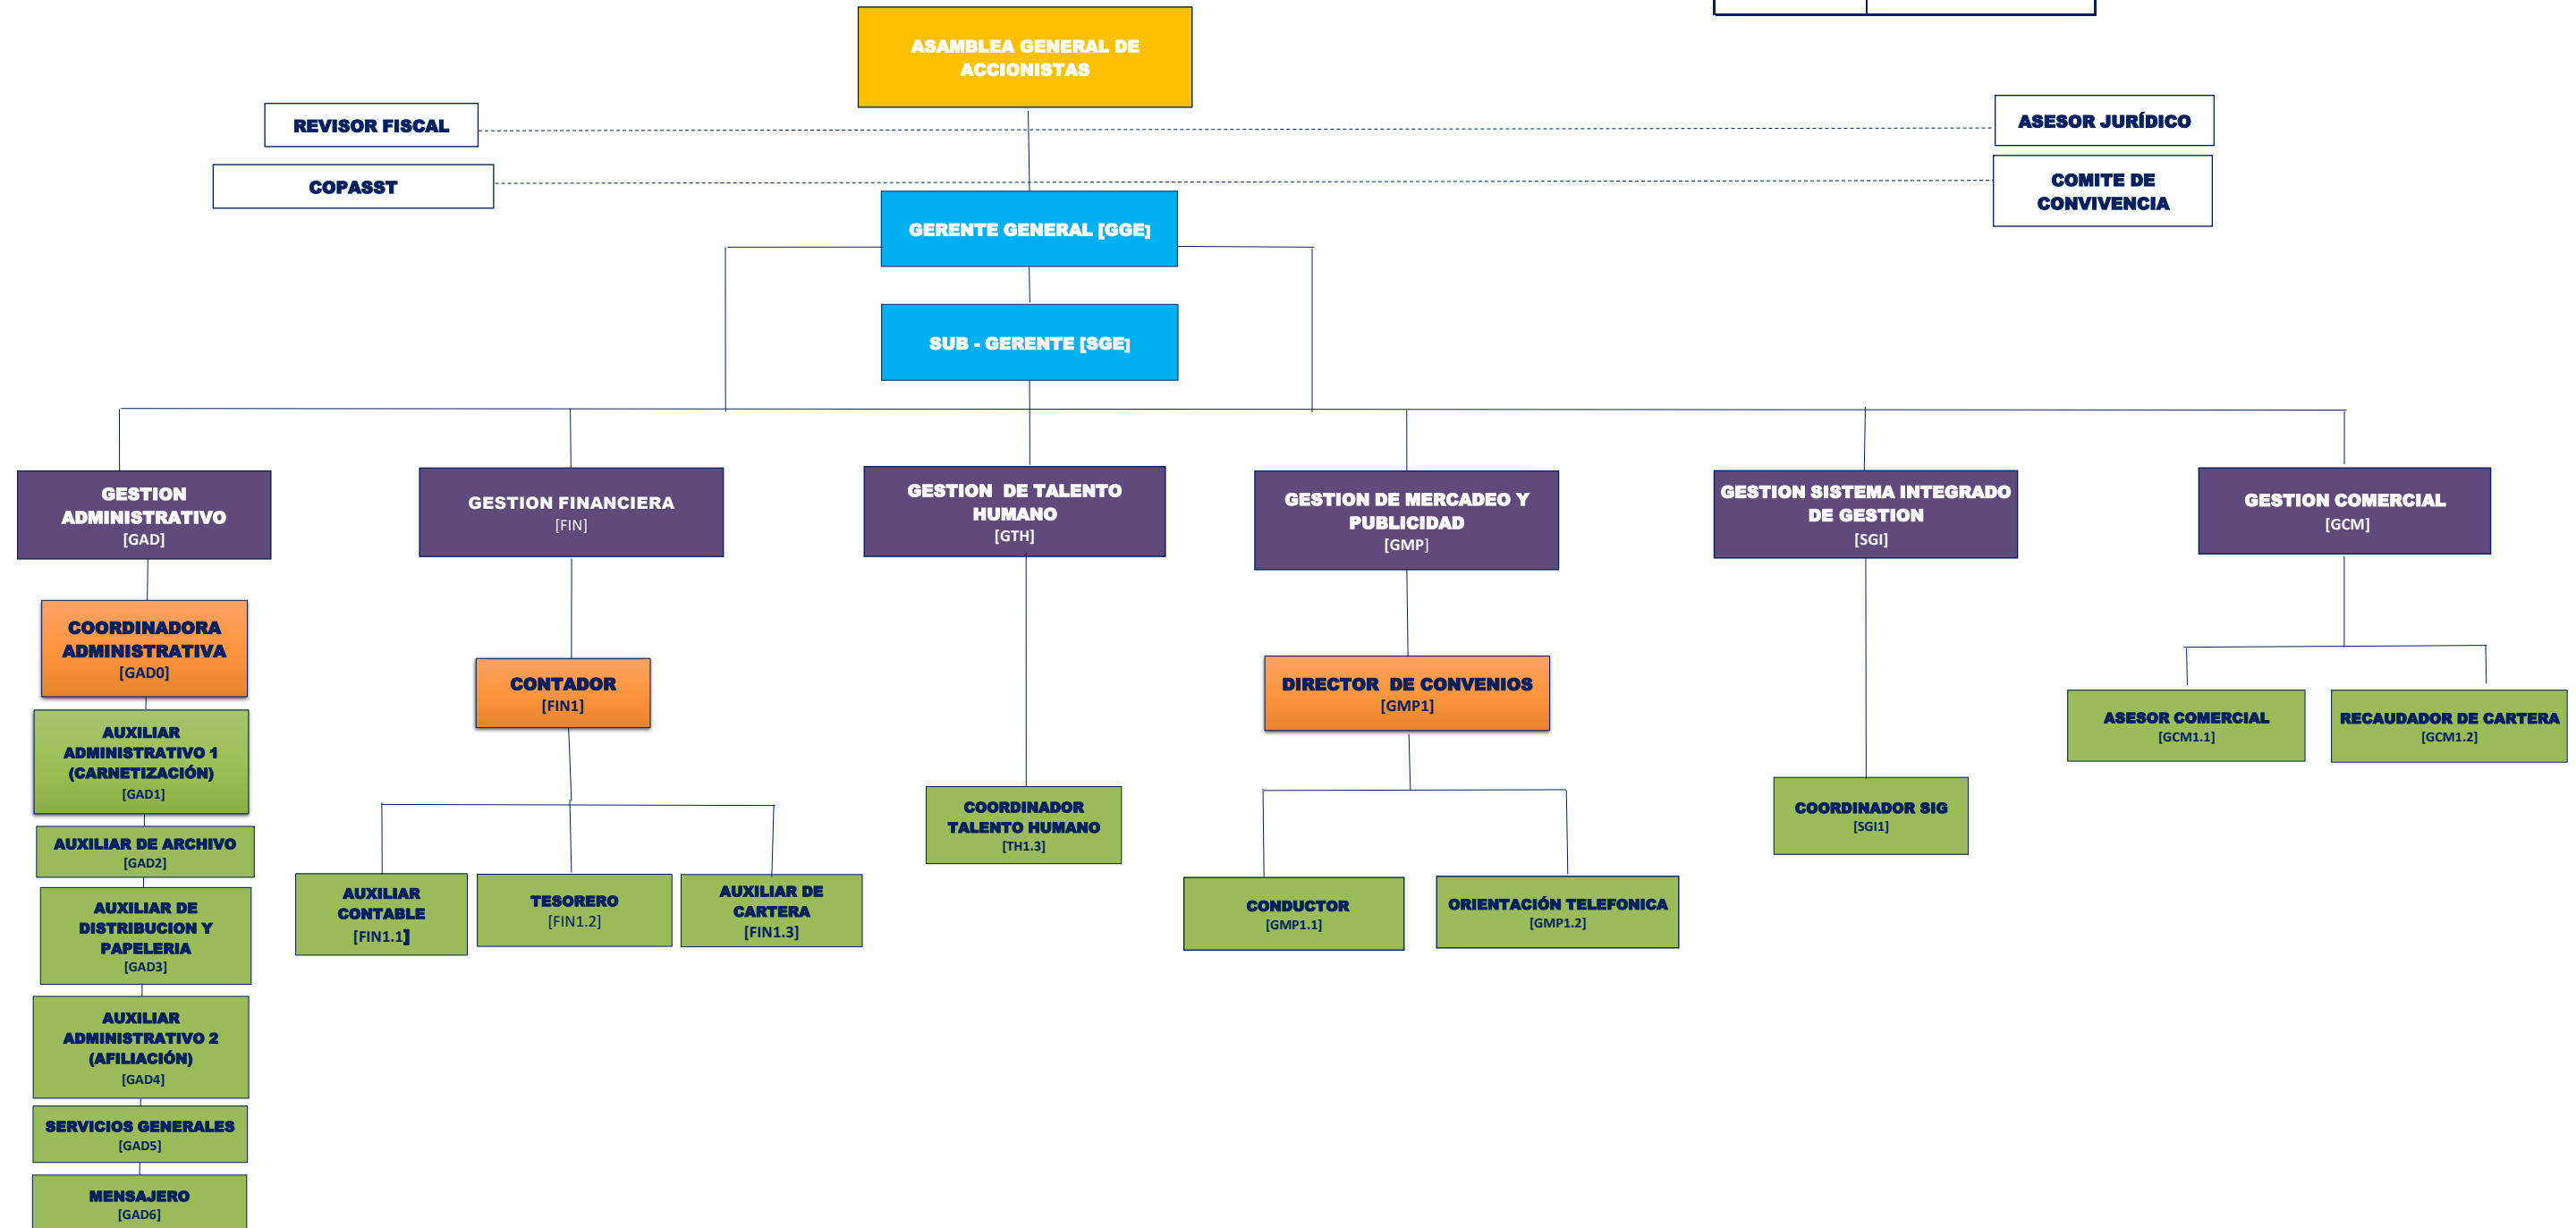 ASAMBLEA GENERAL DE
ACCIONISTAS
REVISOR FISCAL
ASESOR JURÍDICO
COPASST
COMITE DE
CONVIVENCIA
GERENTE GENERAL [GGE]
SUB - GERENTE [SGE]
GESTION
ADMINISTRATIVO
[GAD]
GESTION FINANCIERA
[FIN]
GESTION DE TALENTO
HUMANO
[GTH]
GESTION DE MERCADEO Y
PUBLICIDAD
[GMP]
GESTION SISTEMA INTEGRADO
DE GESTION
[SGI]
GESTION COMERCIAL
[GCM]
COORDINADORA
ADMINISTRATIVA
[GAD0]
CONTADOR
[FIN1]
DIRECTOR DE CONVENIOS
[GMP1]
ASESOR COMERCIAL
[GCM1.1]
RECAUDADOR DE CARTERA
[GCM1.2]
AUXILIAR
ADMINISTRATIVO 1
(CARNETIZACIÓN)
[GAD1]
COORDINADOR
TALENTO HUMANO
[TH1.3]
COORDINADOR SIG
[SGI1]
AUXILIAR DE ARCHIVO
[GAD2]
AUXILIAR
CONTABLE
[FIN1.1]
TESORERO
[FIN1.2]
AUXILIAR DE
CARTERA
[FIN1.3]
CONDUCTOR
[GMP1.1]
ORIENTACIÓN TELEFONICA
[GMP1.2]
AUXILIAR DE
DISTRIBUCION Y
PAPELERIA
[GAD3]
AUXILIAR
ADMINISTRATIVO 2
(AFILIACIÓN)
[GAD4]
SERVICIOS GENERALES
[GAD5]
MENSAJERO
[GAD6]